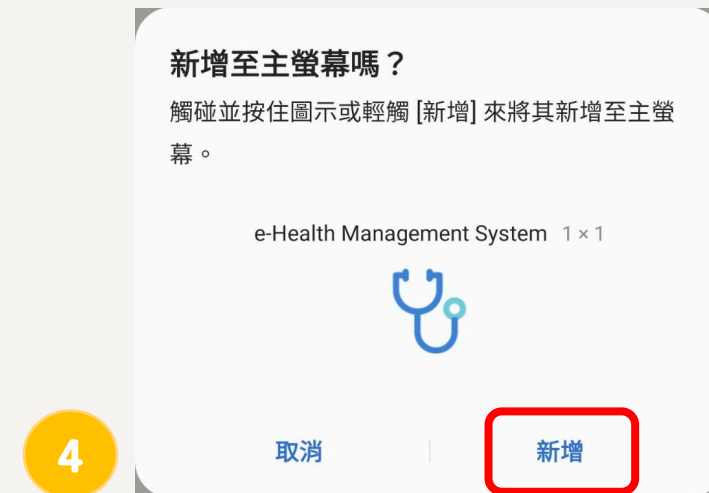 新增至主螢幕嗎？
觸碰並按住圖示或輕觸 [新增] 來將其新增至主螢
幕。
e-Health Management System 1 × 1
4
取消
新增